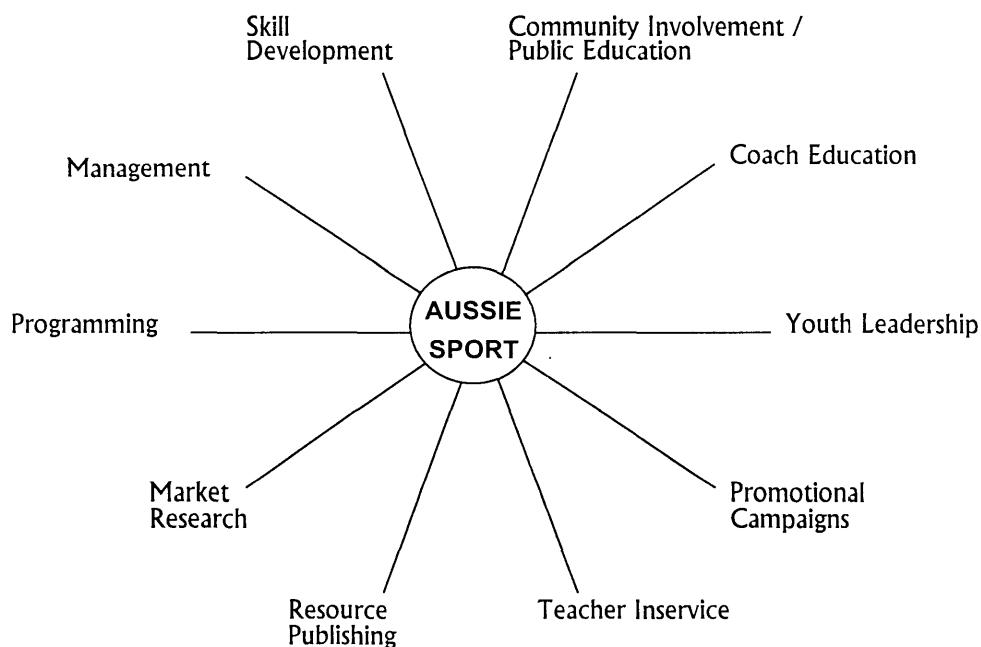 Skill
Development
Community Involvement /
Public Education
Management
Coach Education
Programming
AUSSIE
SPORT
Youth Leadership
Market
Research
Promotional
Campaigns
Resource
Publishing
Teacher Inservice